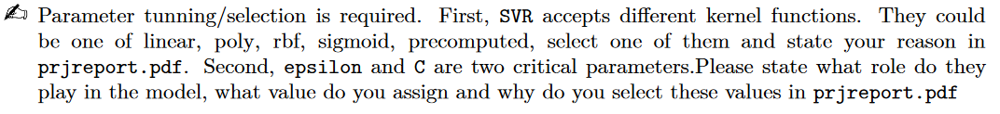 Parameter tunning/selection is required. First, SVR accepts different kernel functions. They could
be one of linear, poly, rbf, sigmoid, precomputed, select one of them and state your reason in
prjreport.pdf. Second, epsilon and C are two critical parameters.Please state what role do they
play in the model, what value do you assign and why do you select these values in prjreport.pdf